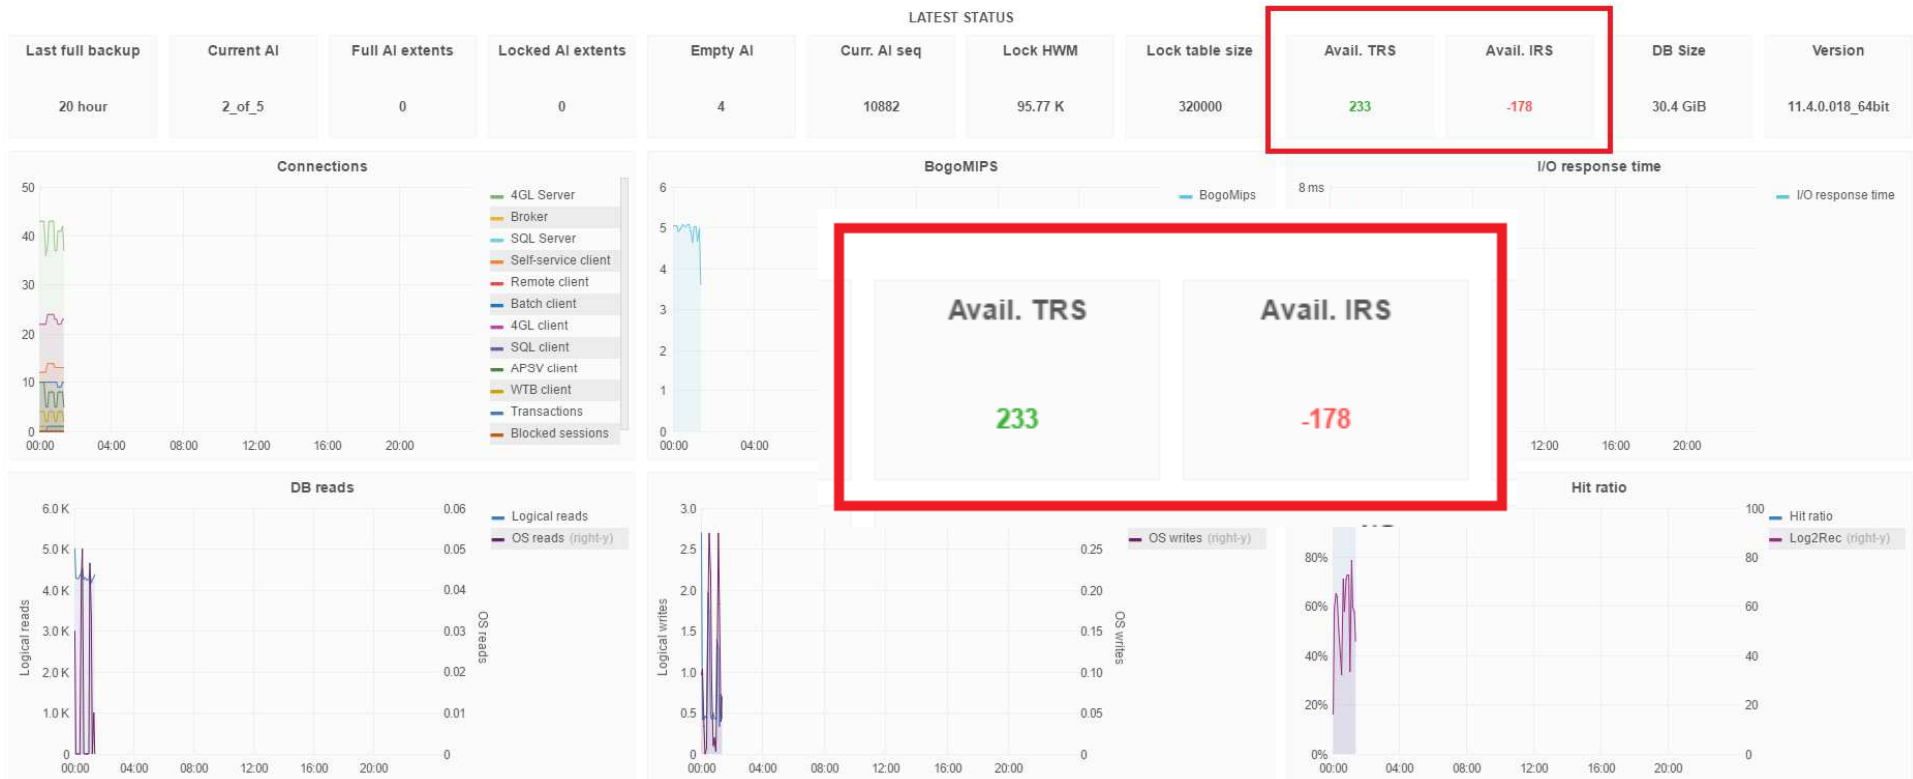 LATEST STATUS
Last full backup
20 hour
Current AI
2_of_5
Full AI extents
0
Locked AI extents
0
Empty AI
4
Curr. AI seq
10882
Lock HWM
95.77 K
Lock table size
320000
Avail. TRS
233
Avail. IRS
-178
DB Size
30.4 GiB
Version
11.4.0.018_64bit
Connections
50
40
30
20
10
0
00:00 04:00 08:00 12:00 16:00 20:00
4GL Server
Broker
SQL Server
Self-service client
Remote client
Batch client
4GL client
SQL client
APSV client
WTB client
Transactions
Blocked sessions
BogoMIPS
6
5
4
3
2
1
0
00:00 04:00
BogoMips
I/O response time
8 ms
12:00 16:00 20:00
I/O response time
Avail. TRS
233
Avail. IRS
-178
DB reads
Logical reads
6.0 K
5.0 K
4.0 K
3.0 K
2.0 K
1.0 K
0
00:00 04:00 08:00 12:00 16:00 20:00
0.06
0.05
0.04
0.03
0.02
0.01
0
OS reads
Logical reads
OS reads (right-y)
Logical writes
3.0
2.5
2.0
1.5
1.0
0.5
0
00:00 04:00 08:00 12:00 16:00 20:00
0.25
0.20
0.15
0.10
0.05
0
OS writes
OS writes (right-y)
Hit ratio
80%
60%
40%
20%
0%
00:00 04:00 08:00 12:00 16:00 20:00
100
80
60
40
20
0
Hit ratio
Log2Rec (right-y)